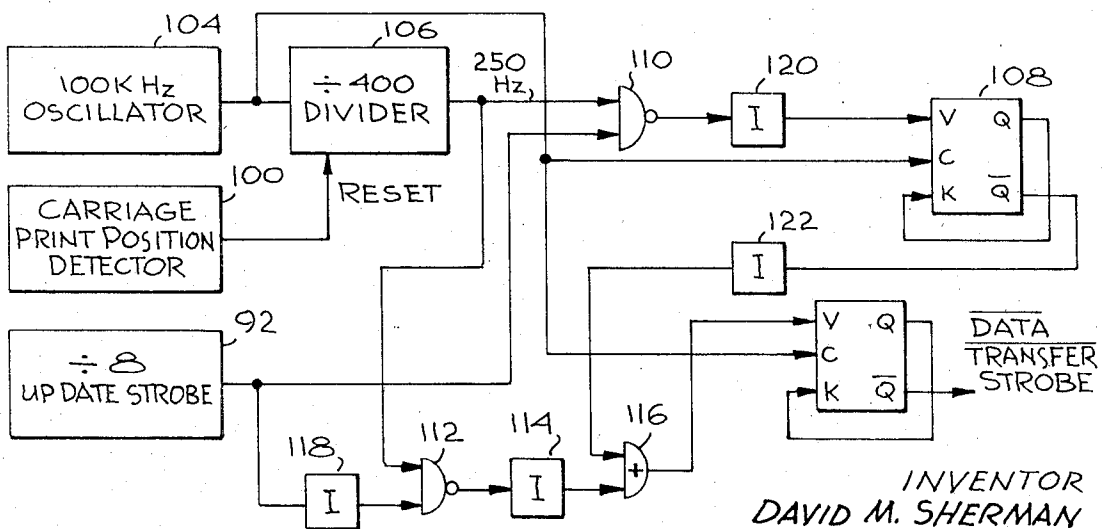 104
100K Hz
OSCILLATOR
106
÷400
DIVIDER
250
Hz
110
120
I
108
V Q
C
K Q̅
100
CARRIAGE
PRINT POSITION
DETECTOR
RESET
122
I
92
÷ 8
UP DATE STROBE
V Q
C
K Q̅
DATA
TRANSFER
STROBE
118
I
112
114
I
116
+
INVENTOR
DAVID M. SHERMAN